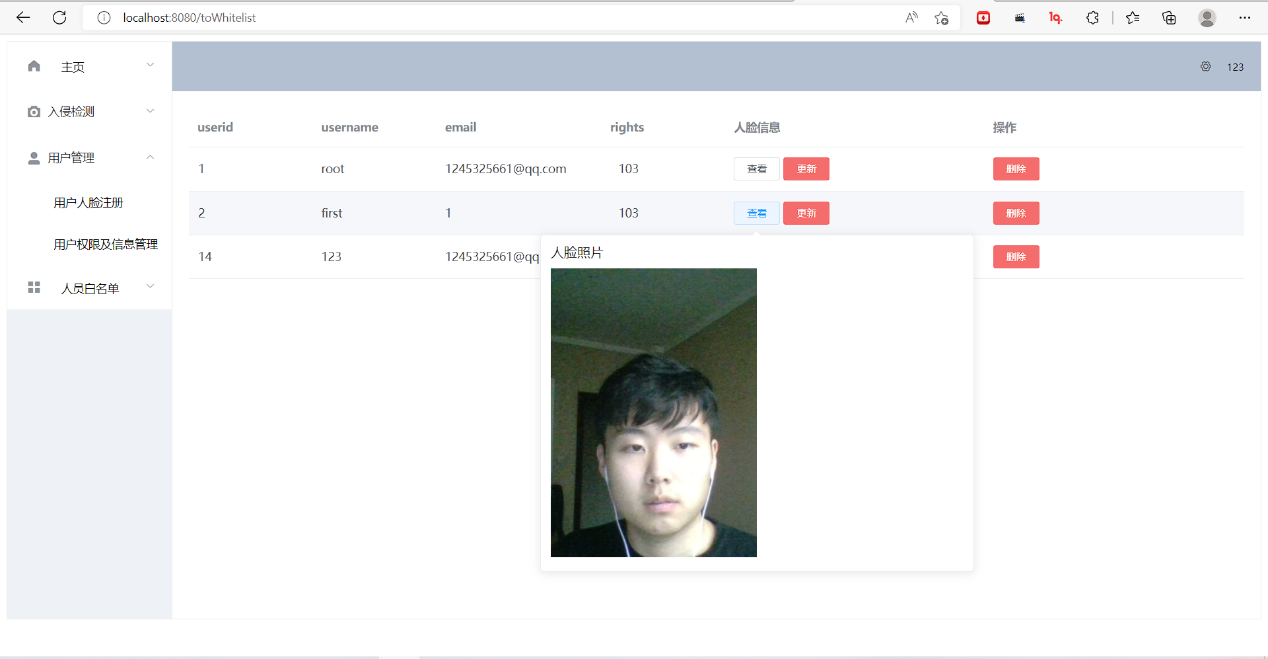 localhost:8080/toWhitelist
1q.
主页
123
入侵检测
用户管理
用户人脸注册
用户权限及信息管理
人员白名单
userid username email rights 人脸信息 操作
1 root 1245325661@qq.com 103 查看 更新 删除
2 first 1 103 查看 更新 删除
14 123 1245325661@qq 删除
人脸照片